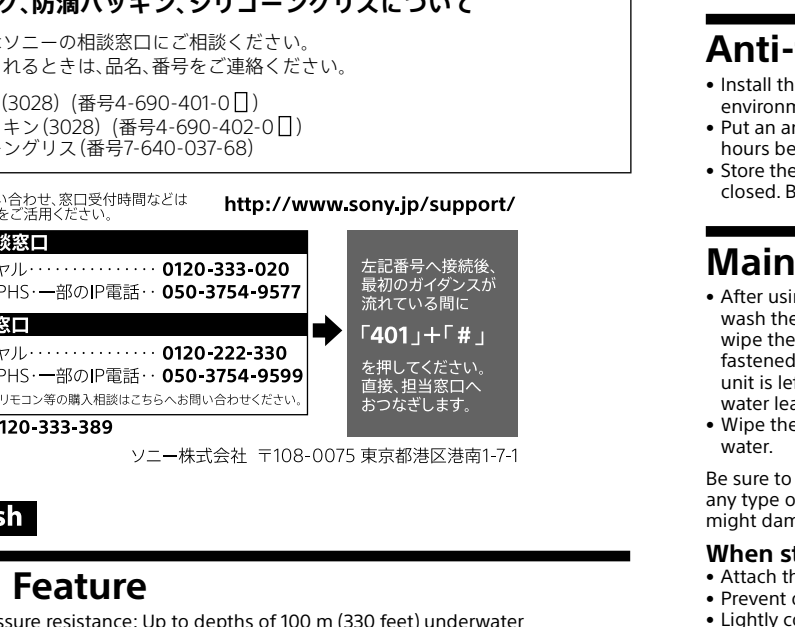 グ、防滴パッキン、シリコーングリスについて
ソニーの相談窓口にご相談ください。
れるときは、品名、番号をご連絡ください。
(3028) (番号4-690-401-0□)
キン(3028) (番号4-690-402-0□)
ングリス(番号7-640-037-68)
い合わせ、窓口受付時間などは
をご活用ください。
http://www.sony.jp/support/
談窓口
ヤル・・・・・・・・・・・・・・・ 0120-333-020
PHS・一部のIP電話・・ 050-3754-9577
窓口
ヤル・・・・・・・・・・・・・・・ 0120-222-330
PHS・一部のIP電話・・ 050-3754-9599
リモコン等の購入相談はこちらへお問い合わせください。
左記番号へ接続後、
最初のガイダンスが
流れている間に
「401」+「#」
を押してください。
直接、担当窓口へ
おつなぎします。
120-333-389
ソニー株式会社 〒108-0075 東京都港区港南1-7-1
sh
Feature
ssure resistance: Up to depths of 100 m (330 feet) underwater
Anti-
• Install th
environm
• Put an an
hours be
• Store the
closed. B
Main
• After usin
wash the
wipe the
fastened
unit is lef
water lea
• Wipe the
water.
Be sure to
any type o
might dam
When st
• Attach th
• Prevent
• Lightly co